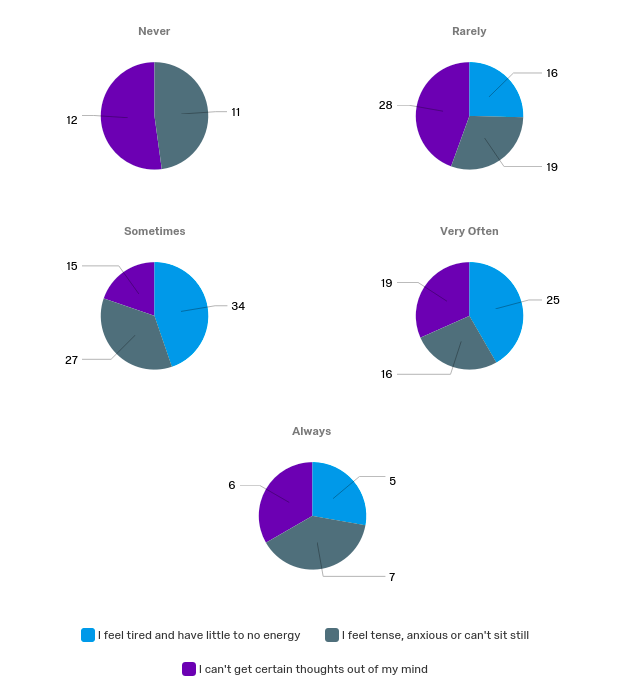 Never
12
11
Rarely
16
28
19
Sometimes
15
34
27
Very Often
19
25
16
Always
6
5
7
I feel tired and have little to no energy
I feel tense, anxious or can't sit still
I can't get certain thoughts out of my mind